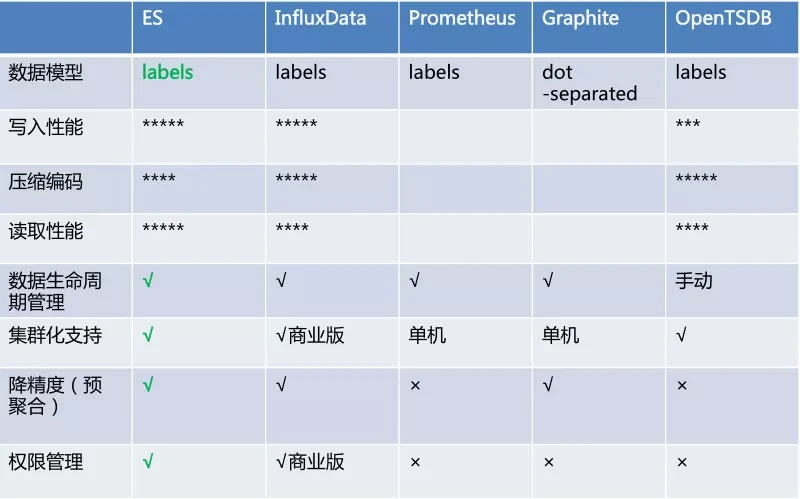 ES InfluxData Prometheus Graphite OpenTSDB
数据模型 labels labels labels dot labels
-separated
写入性能 ***** ***** ***
压缩编码 **** ***** *****
读取性能 ***** **** ****
数据生命周 √ √ √ √ 手动
期管理
集群化支持 √ √商业版 单机 单机 √
降精度（预 √ √ × √ ×
聚合）
权限管理 √ √商业版 × × ×